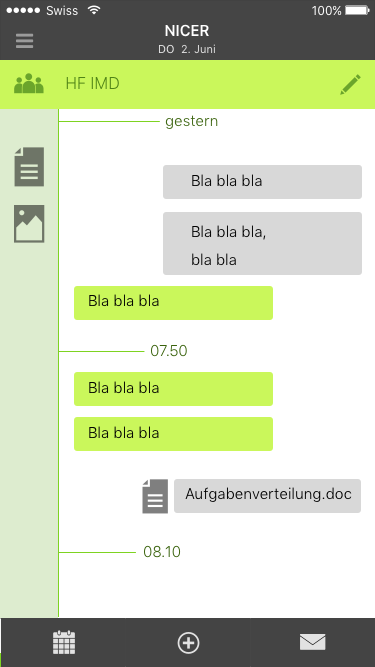 Swiss 100%
NICER
DO 2. Juni
HF IMD
gestern
Bla bla bla
Bla bla bla,
bla bla
Bla bla bla
07.50
Bla bla bla
Bla bla bla
Aufgabenverteilung.doc
08.10